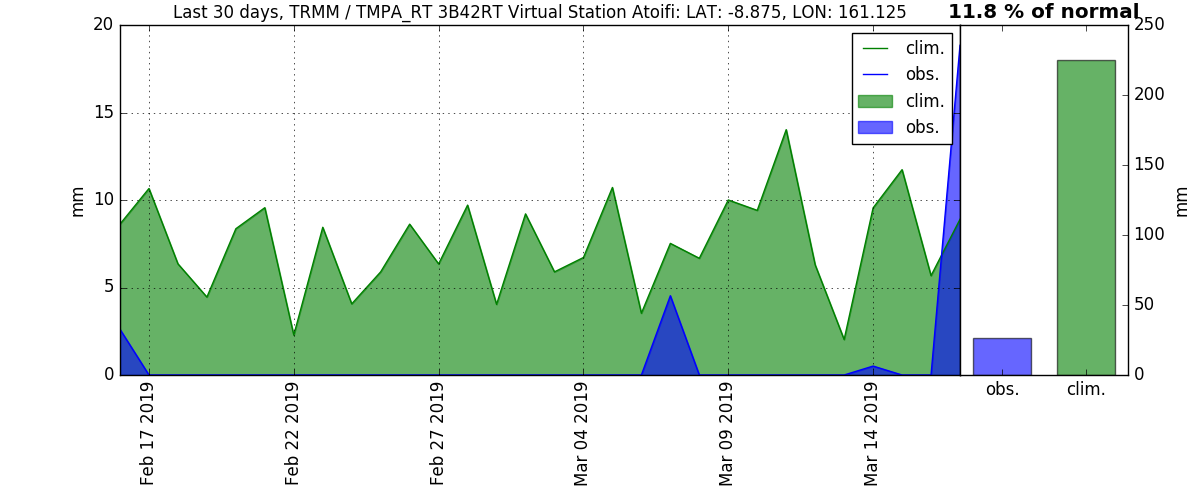 Last 30 days, TRMM / TMPA_RT 3B42RT Virtual Station Atoifi: LAT: -8.875, LON: 161.125
11.8 % of normal
20
15
10
5
0
mm
clim.
obs.
clim.
obs.
250
200
150
100
50
0
mm
Feb 17 2019
Feb 22 2019
Feb 27 2019
Mar 04 2019
Mar 09 2019
Mar 14 2019
obs.
clim.